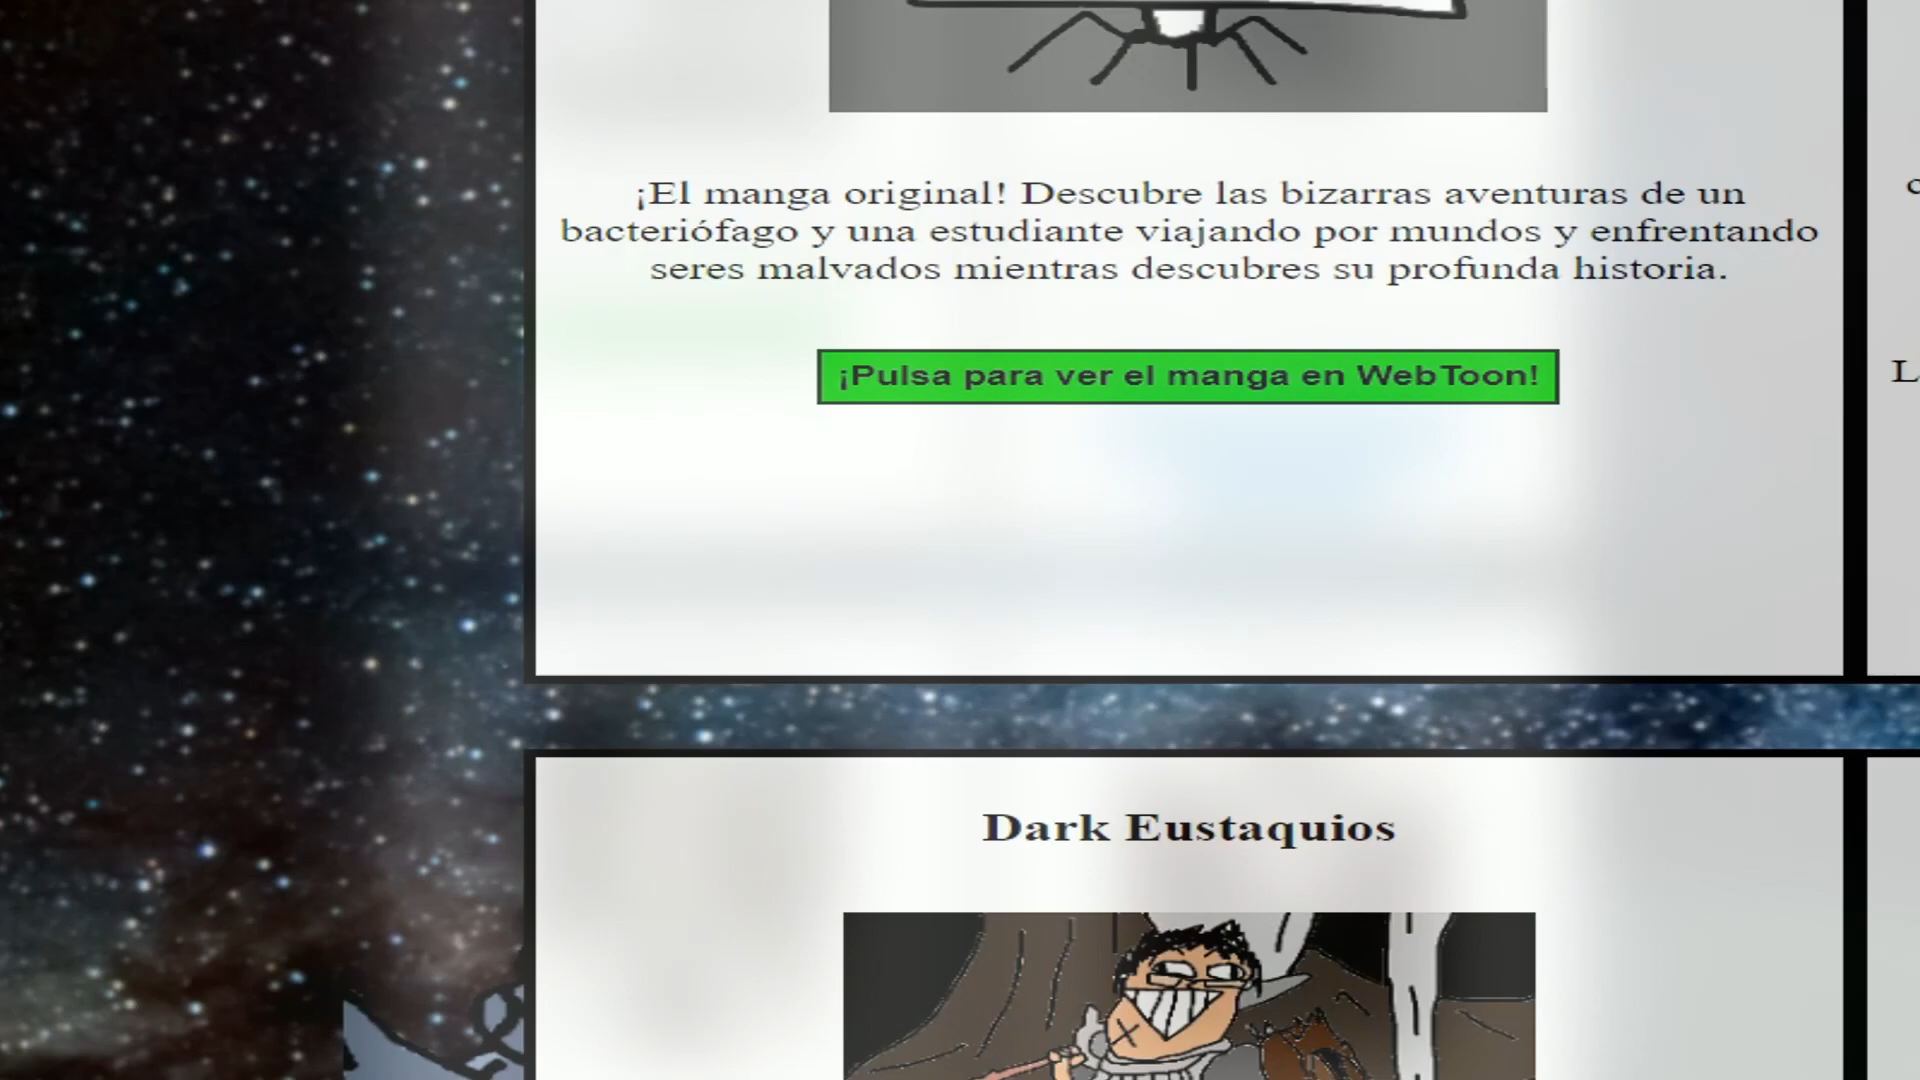 ¡El manga original! Descubre las bizarras aventuras de un
bacteriófago y una estudiante viajando por mundos y enfrentando
seres malvados mientras descubres su profunda historia.
¡Pulsa para ver el manga en WebToon!
Dark Eustaquios